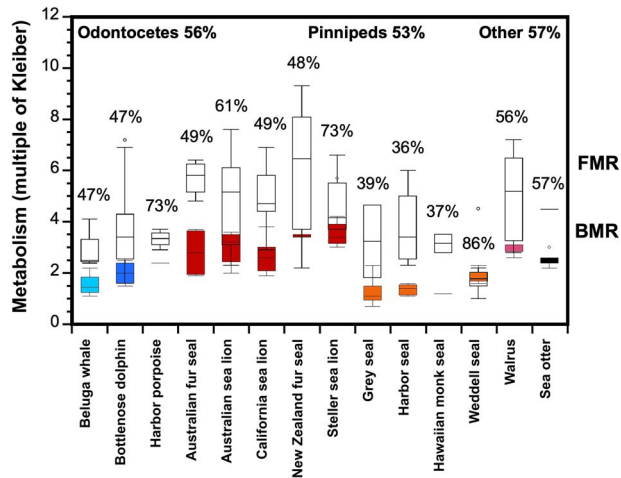 Metabolism (multiple of Kleiber)
12
10
8
6
4
2
0
Odontocetes 56%
Pinnipeds 53%
Other 57%
47%
47%
73%
49%
61%
49%
48%
73%
39%
36%
37%
86%
56%
57%
FMR
BMR
Beluga whale
Bottlenose dolphin
Harbor porpoise
Australian fur seal
Australian sea lion
California sea lion
New Zealand fur seal
Steller sea lion
Grey seal
Harbor seal
Hawaiian monk seal
Weddell seal
Walrus
Sea otter